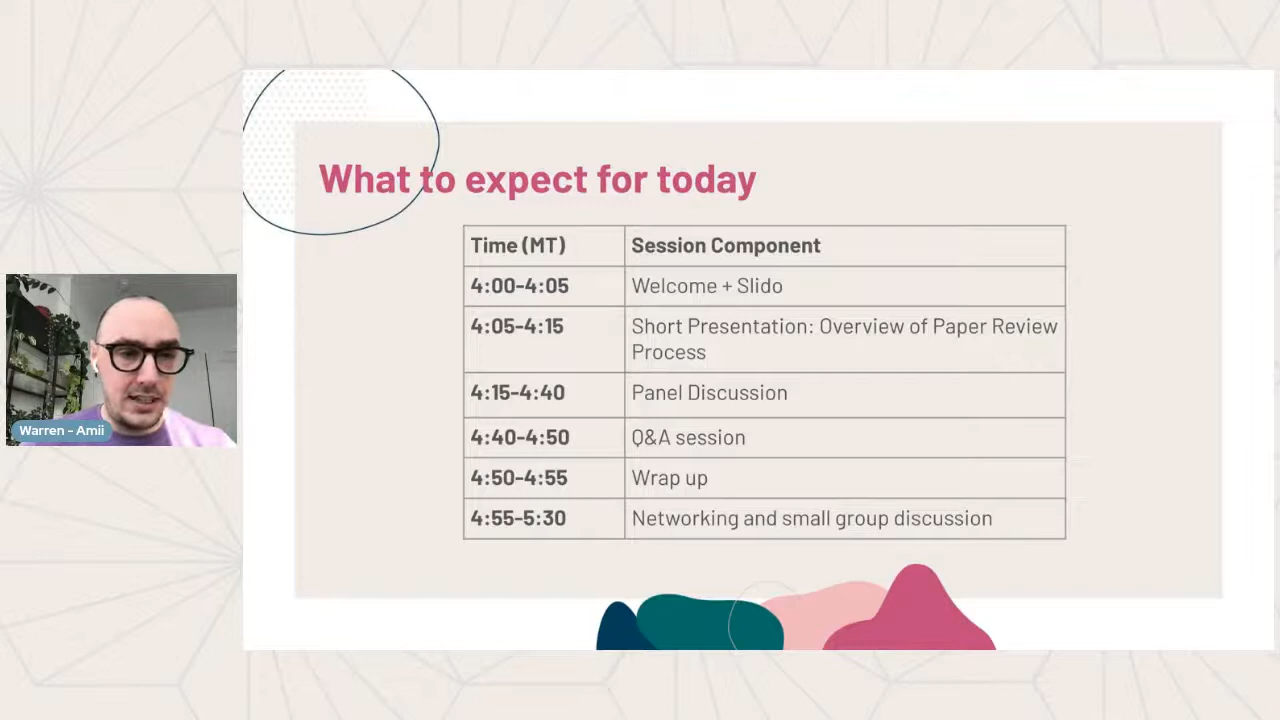 What to expect for today
Time (MT) Session Component
4:00-4:05 Welcome + Slido
4:05-4:15 Short Presentation: Overview of Paper Review
Process
4:15-4:40 Panel Discussion
4:40-4:50 Q&A session
4:50-4:55 Wrap up
4:55-5:30 Networking and small group discussion
Warren - Amii